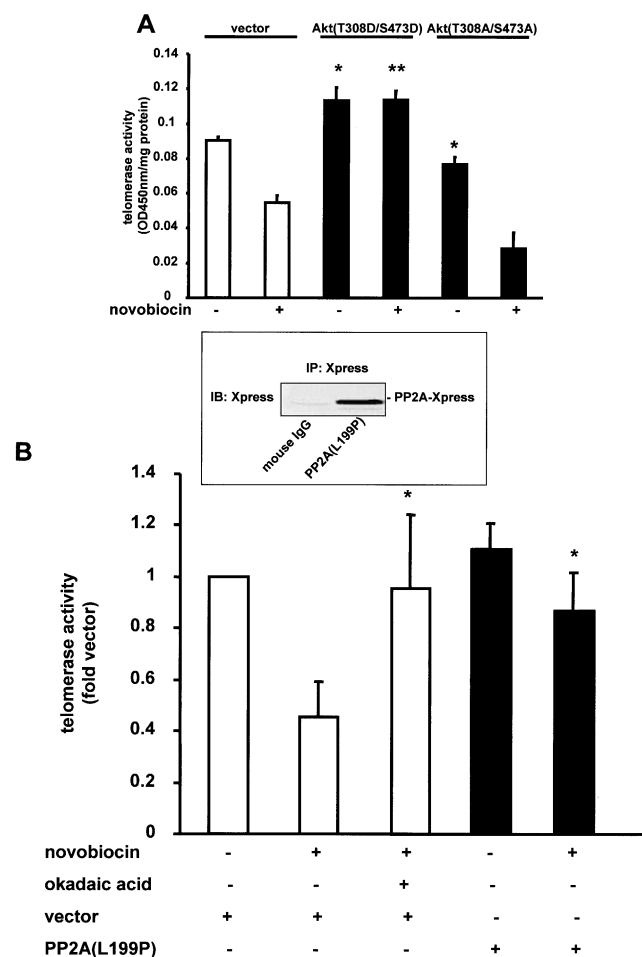 A
vector Akt(T308D/S473D) Akt(T308A/S473A)
telomerase activity
(OD450nm/mg protein)
0.14
0.12
0.10
0.08
0.06
0.04
0.02
0
* ** *
novobiocin - + - + - +
IP: Xpress
IB: Xpress - PP2A-Xpress
mouse IgG PP2A(L199P)
B
telomerase activity
(fold vector)
1.4
1.2
1
0.8
0.6
0.4
0.2
0
* *
novobiocin - + + - +
okadaic acid - - + - -
vector + + + - -
PP2A(L199P) - - - + +